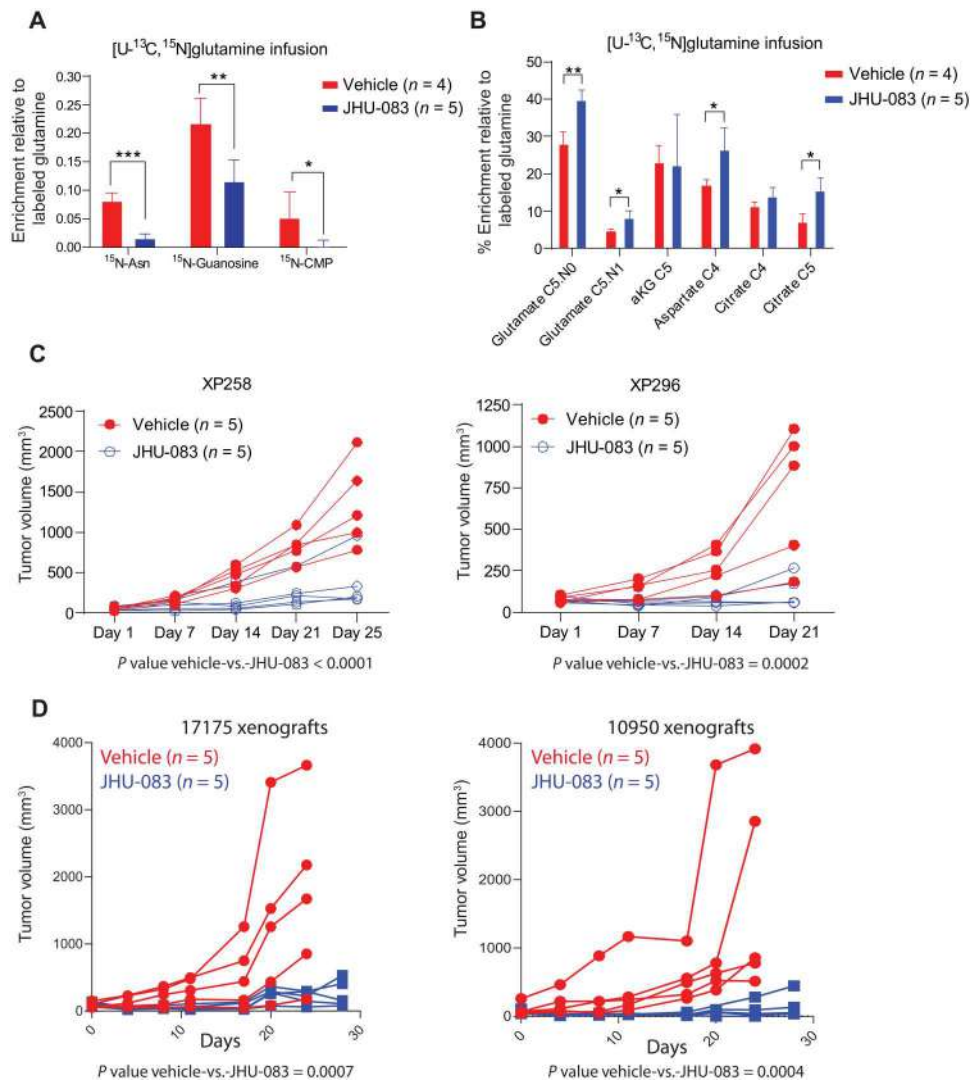 A
[U-¹³C,¹⁵N]glutamine infusion
Enrichment relative to
labeled glutamine
0.30
0.25
0.20
0.15
0.10
0.05
0.00
***
**
*
Vehicle (n = 4)
JHU-083 (n = 5)
¹⁵N-Asn
¹⁵N-Guanosine
¹⁵N-CMP
B
[U-¹³C,¹⁵N]glutamine infusion
% Enrichment relative to
labeled glutamine
50
40
30
20
10
0
**
*
*
*
Vehicle (n = 4)
JHU-083 (n = 5)
Glutamate C5.N0
Glutamate C5.N1
aKG C5
Aspartate C4
Citrate C4
Citrate C5
C
XP258
Tumor volume (mm³)
2500
2000
1500
1000
500
0
Vehicle (n = 5)
JHU-083 (n = 5)
Day 1 Day 7 Day 14 Day 21 Day 25
P value vehicle-vs.-JHU-083 < 0.0001
XP296
Tumor volume (mm³)
1250
1000
750
500
250
0
Vehicle (n = 5)
JHU-083 (n = 5)
Day 1 Day 7 Day 14 Day 21
P value vehicle-vs.-JHU-083 = 0.0002
D
17175 xenografts
Vehicle (n = 5)
JHU-083 (n = 5)
Tumor volume (mm³)
4000
3000
2000
1000
0
0 10 20 30
Days
P value vehicle-vs.-JHU-083 = 0.0007
10950 xenografts
Vehicle (n = 5)
JHU-083 (n = 5)
Tumor volume (mm³)
4000
3000
2000
1000
0
0 10 20 30
Days
P value vehicle-vs.-JHU-083 = 0.0004